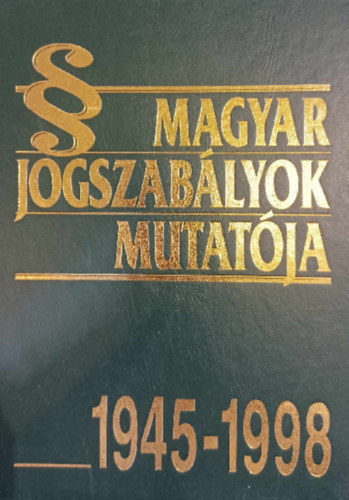 § MAGYAR
JOGSZABÁLYOK
MUTATÓJA
1945-1998